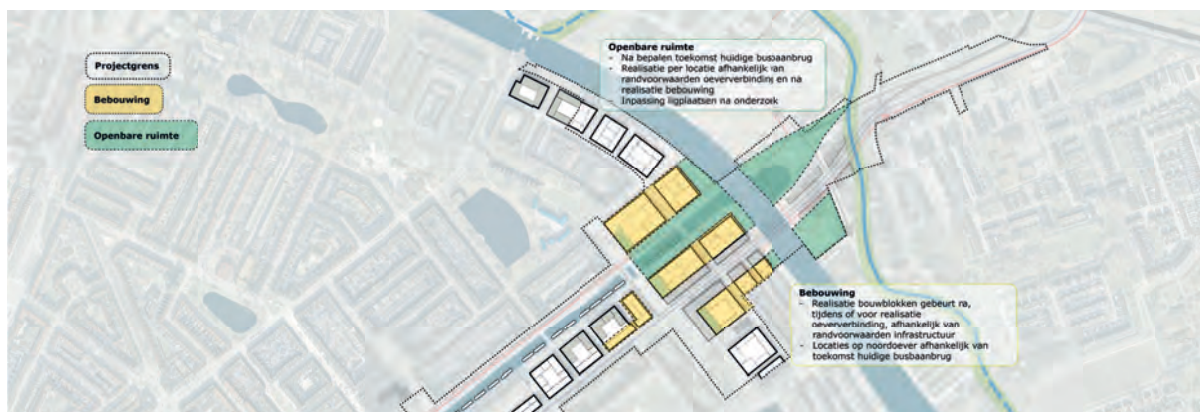 Projectgrens
Bebouwing
Openbare ruimte
Openbare ruimte
- Na bepalen toekomst huidige busbaanbrug
- Realisatie per locatie afhankelijk van
randvoorwaarden oeververbinding en na
realisatie bebouwing
Inpassing ligplaatsen na onderzoek
Bebouwing
- Realisatie bouwblokken gebeurt na,
tijdens of voor realisatie
oeververbinding, afhankelijk van
randvoorwaarden infrastructuur
- Locaties op noordoever afhankelijk van
toekomst huidige busbaanbrug